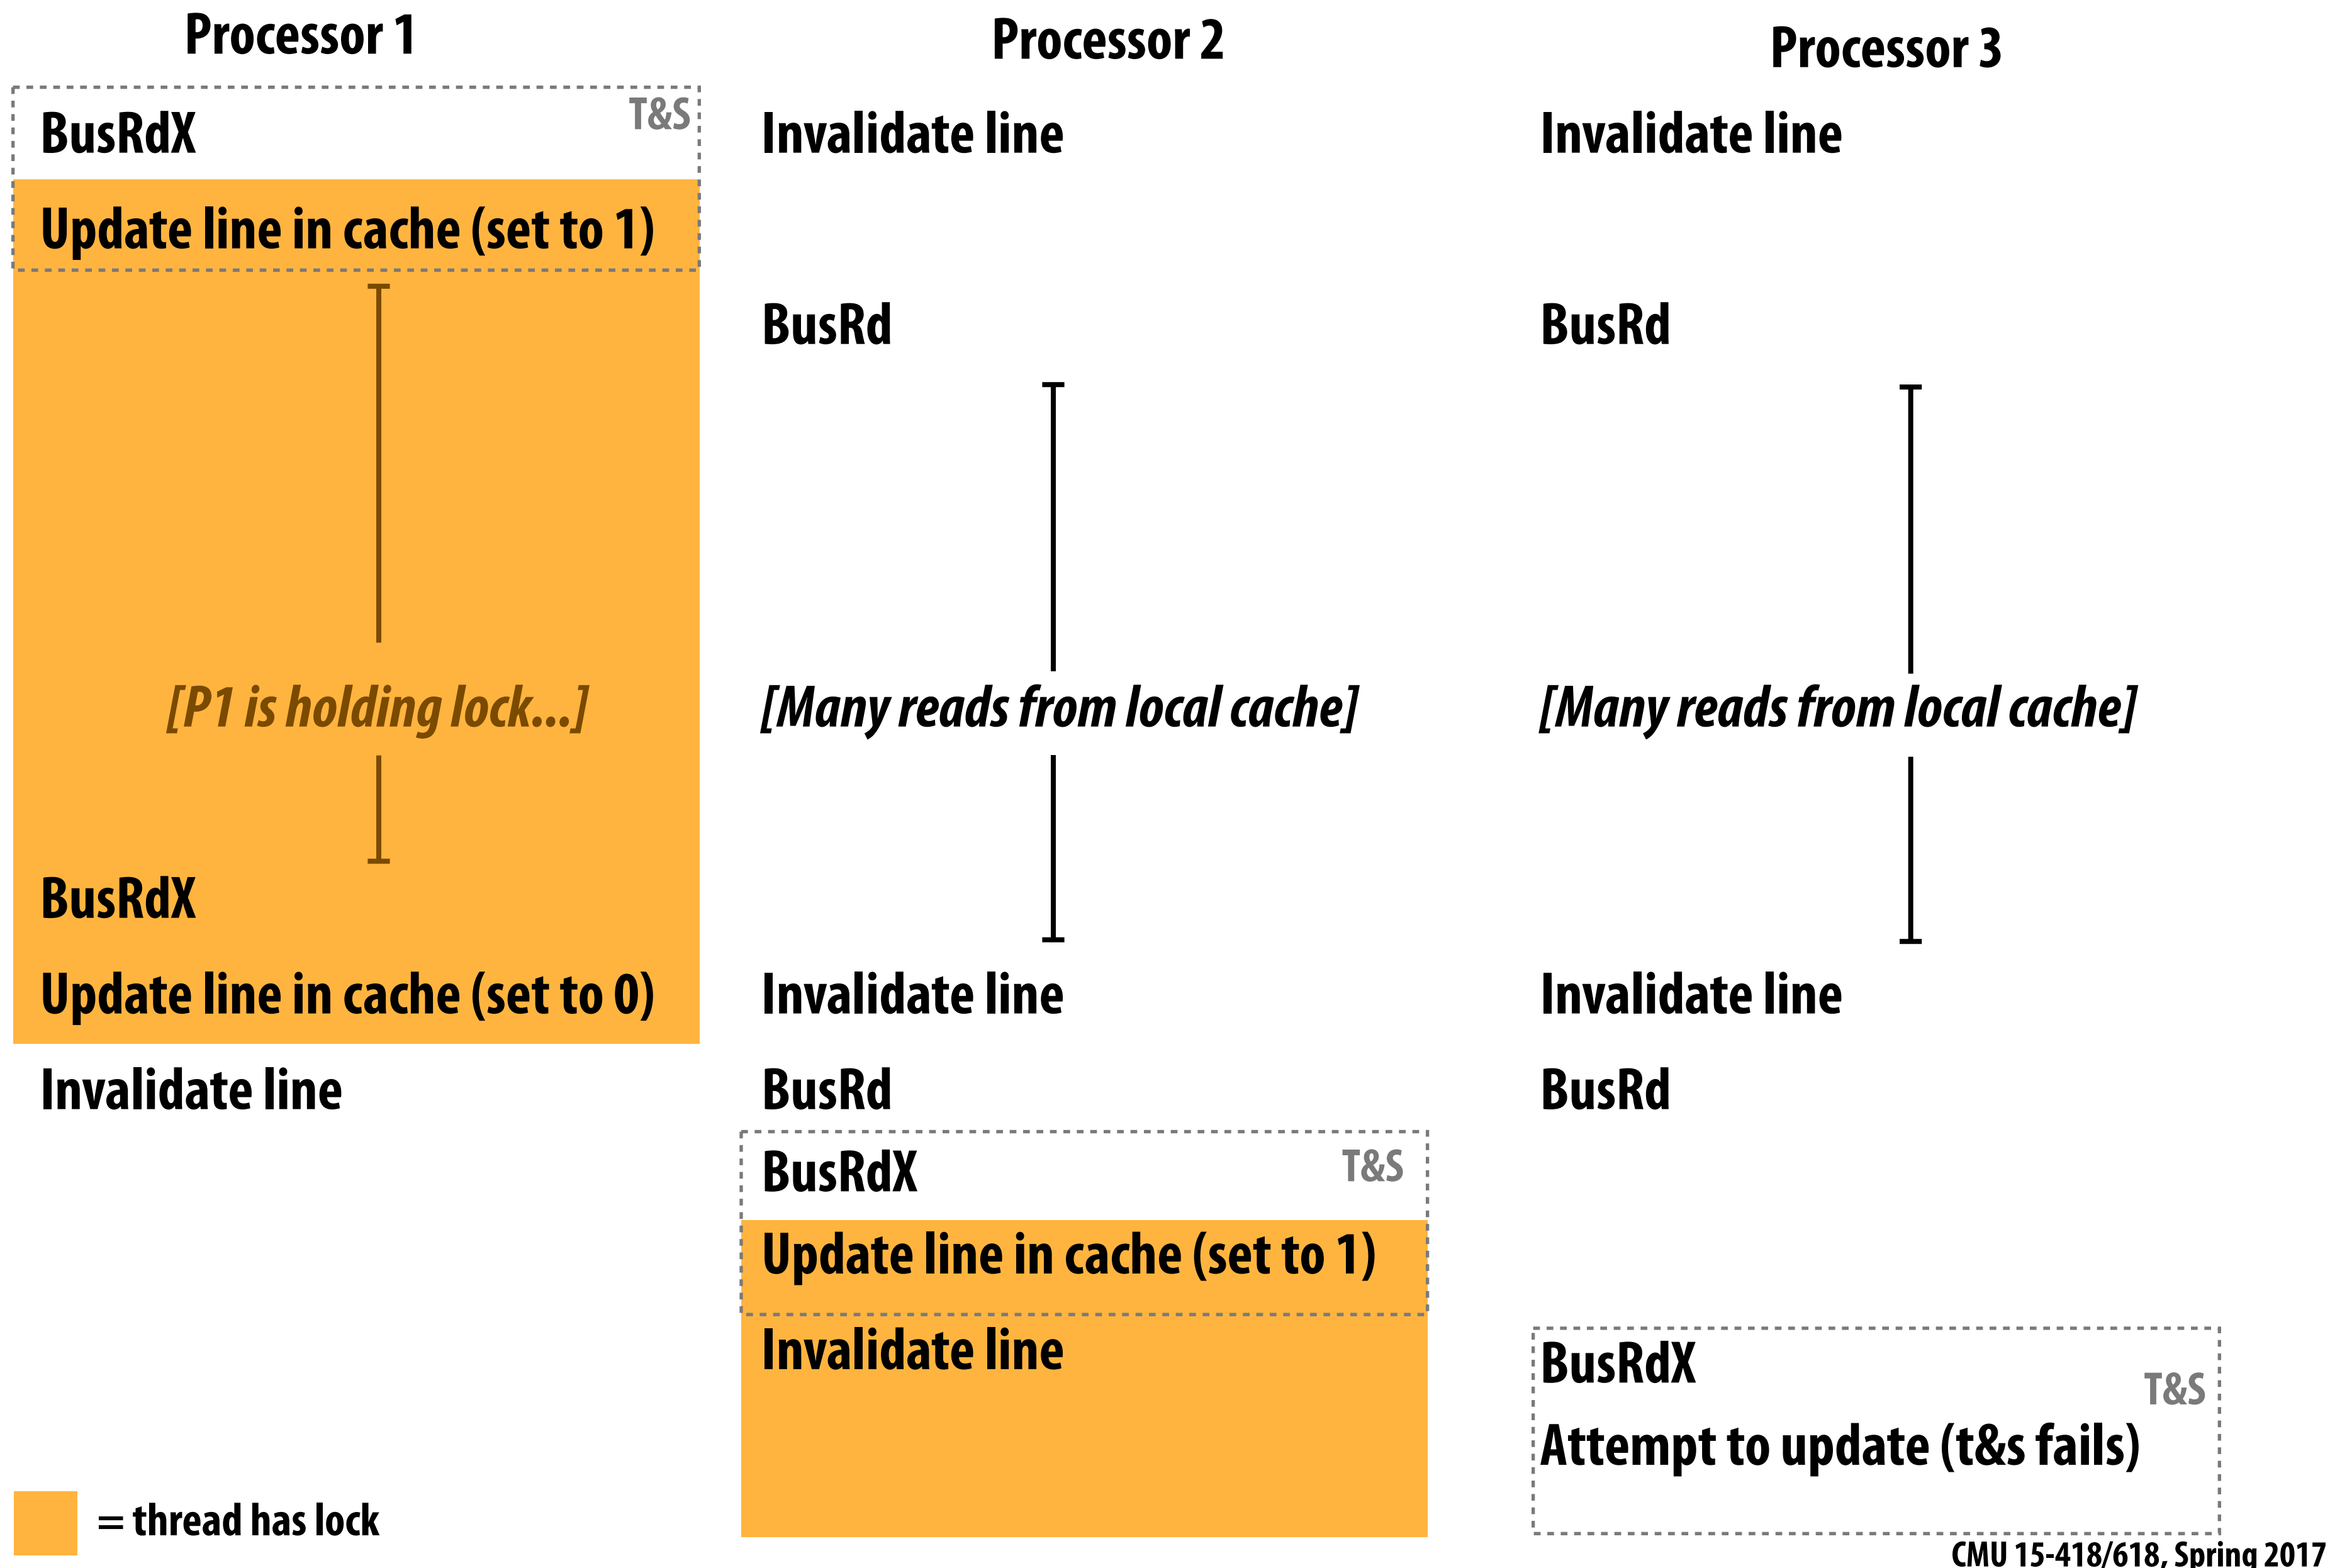 Processor 1
Processor 2
Processor 3
BusRdX
T&S
Invalidate line
Invalidate line
Update line in cache (set to 1)
BusRd
BusRd
[P1 is holding lock...]
[Many reads from local cache]
[Many reads from local cache]
BusRdX
Update line in cache (set to 0)
Invalidate line
Invalidate line
Invalidate line
BusRd
BusRd
BusRdX
T&S
Update line in cache (set to 1)
Invalidate line
BusRdX
T&S
Attempt to update (t&s fails)
= thread has lock
CMU 15-418/618, Spring 2017